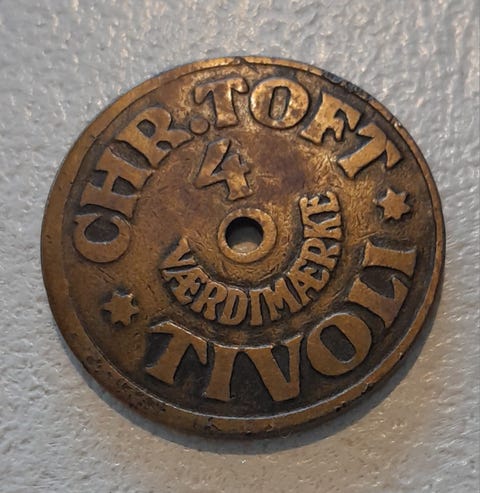 CHR. TOFT
4
VÆRDIMÆRKE
TIVOLI